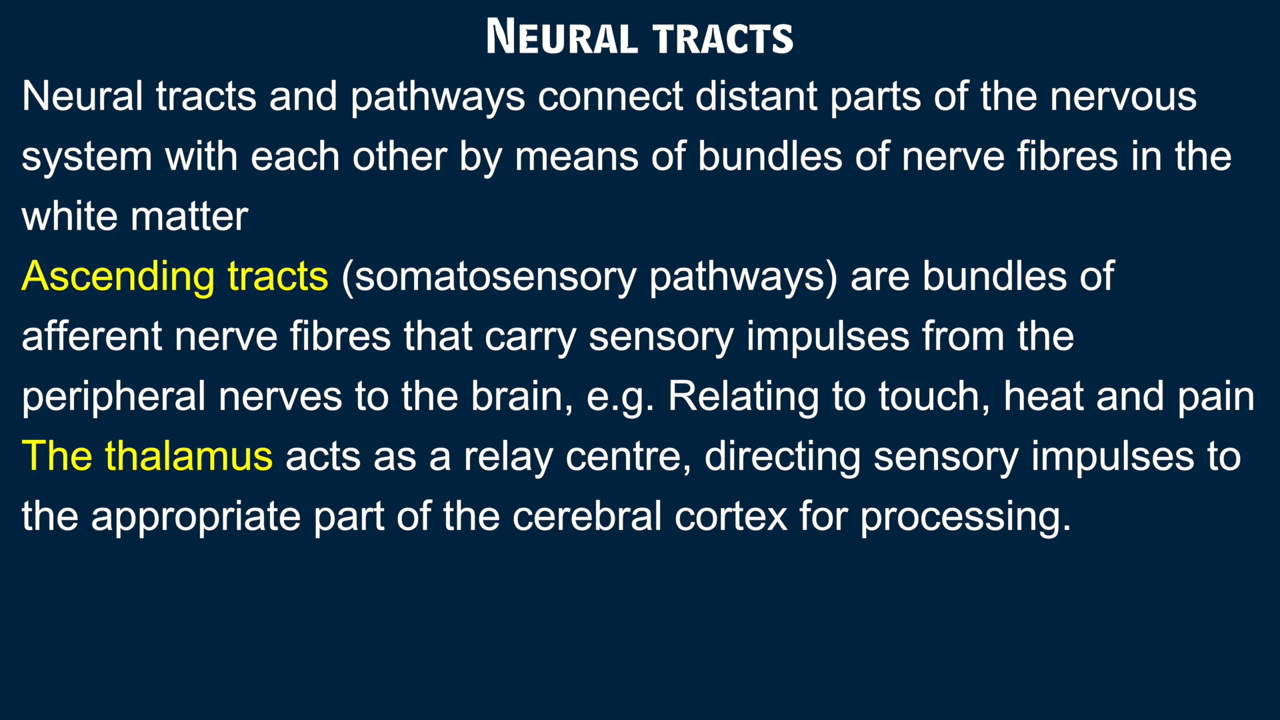 NEURAL TRACTS
Neural tracts and pathways connect distant parts of the nervous
system with each other by means of bundles of nerve fibres in the
white matter
Ascending tracts (somatosensory pathways) are bundles of
afferent nerve fibres that carry sensory impulses from the
peripheral nerves to the brain, e.g. Relating to touch, heat and pain
The thalamus acts as a relay centre, directing sensory impulses to
the appropriate part of the cerebral cortex for processing.